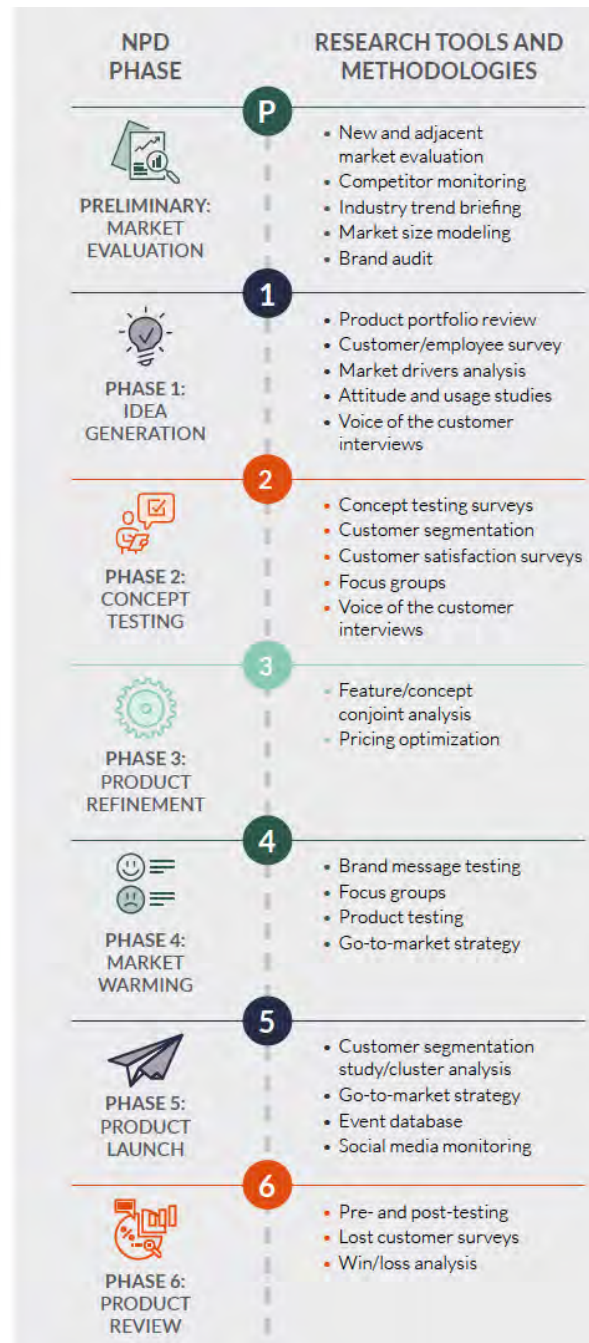 NPD
PHASE
RESEARCH TOOLS AND
METHODOLOGIES
P
PRELIMINARY:
MARKET
EVALUATION
• New and adjacent
market evaluation
• Competitor monitoring
• Industry trend briefing
• Market size modeling
• Brand audit
1
PHASE 1:
IDEA
GENERATION
• Product portfolio review
• Customer/employee survey
• Market drivers analysis
• Attitude and usage studies
• Voice of the customer
interviews
2
PHASE 2:
CONCEPT
TESTING
• Concept testing surveys
• Customer segmentation
• Customer satisfaction surveys
• Focus groups
• Voice of the customer
interviews
3
PHASE 3:
PRODUCT
REFINEMENT
• Feature/concept
conjoint analysis
• Pricing optimization
4
PHASE 4:
MARKET
WARMING
• Brand message testing
• Focus groups
• Product testing
• Go-to-market strategy
5
PHASE 5:
PRODUCT
LAUNCH
• Customer segmentation
study/cluster analysis
• Go-to-market strategy
• Event database
• Social media monitoring
6
PHASE 6:
PRODUCT
REVIEW
• Pre- and post-testing
• Lost customer surveys
• Win/loss analysis